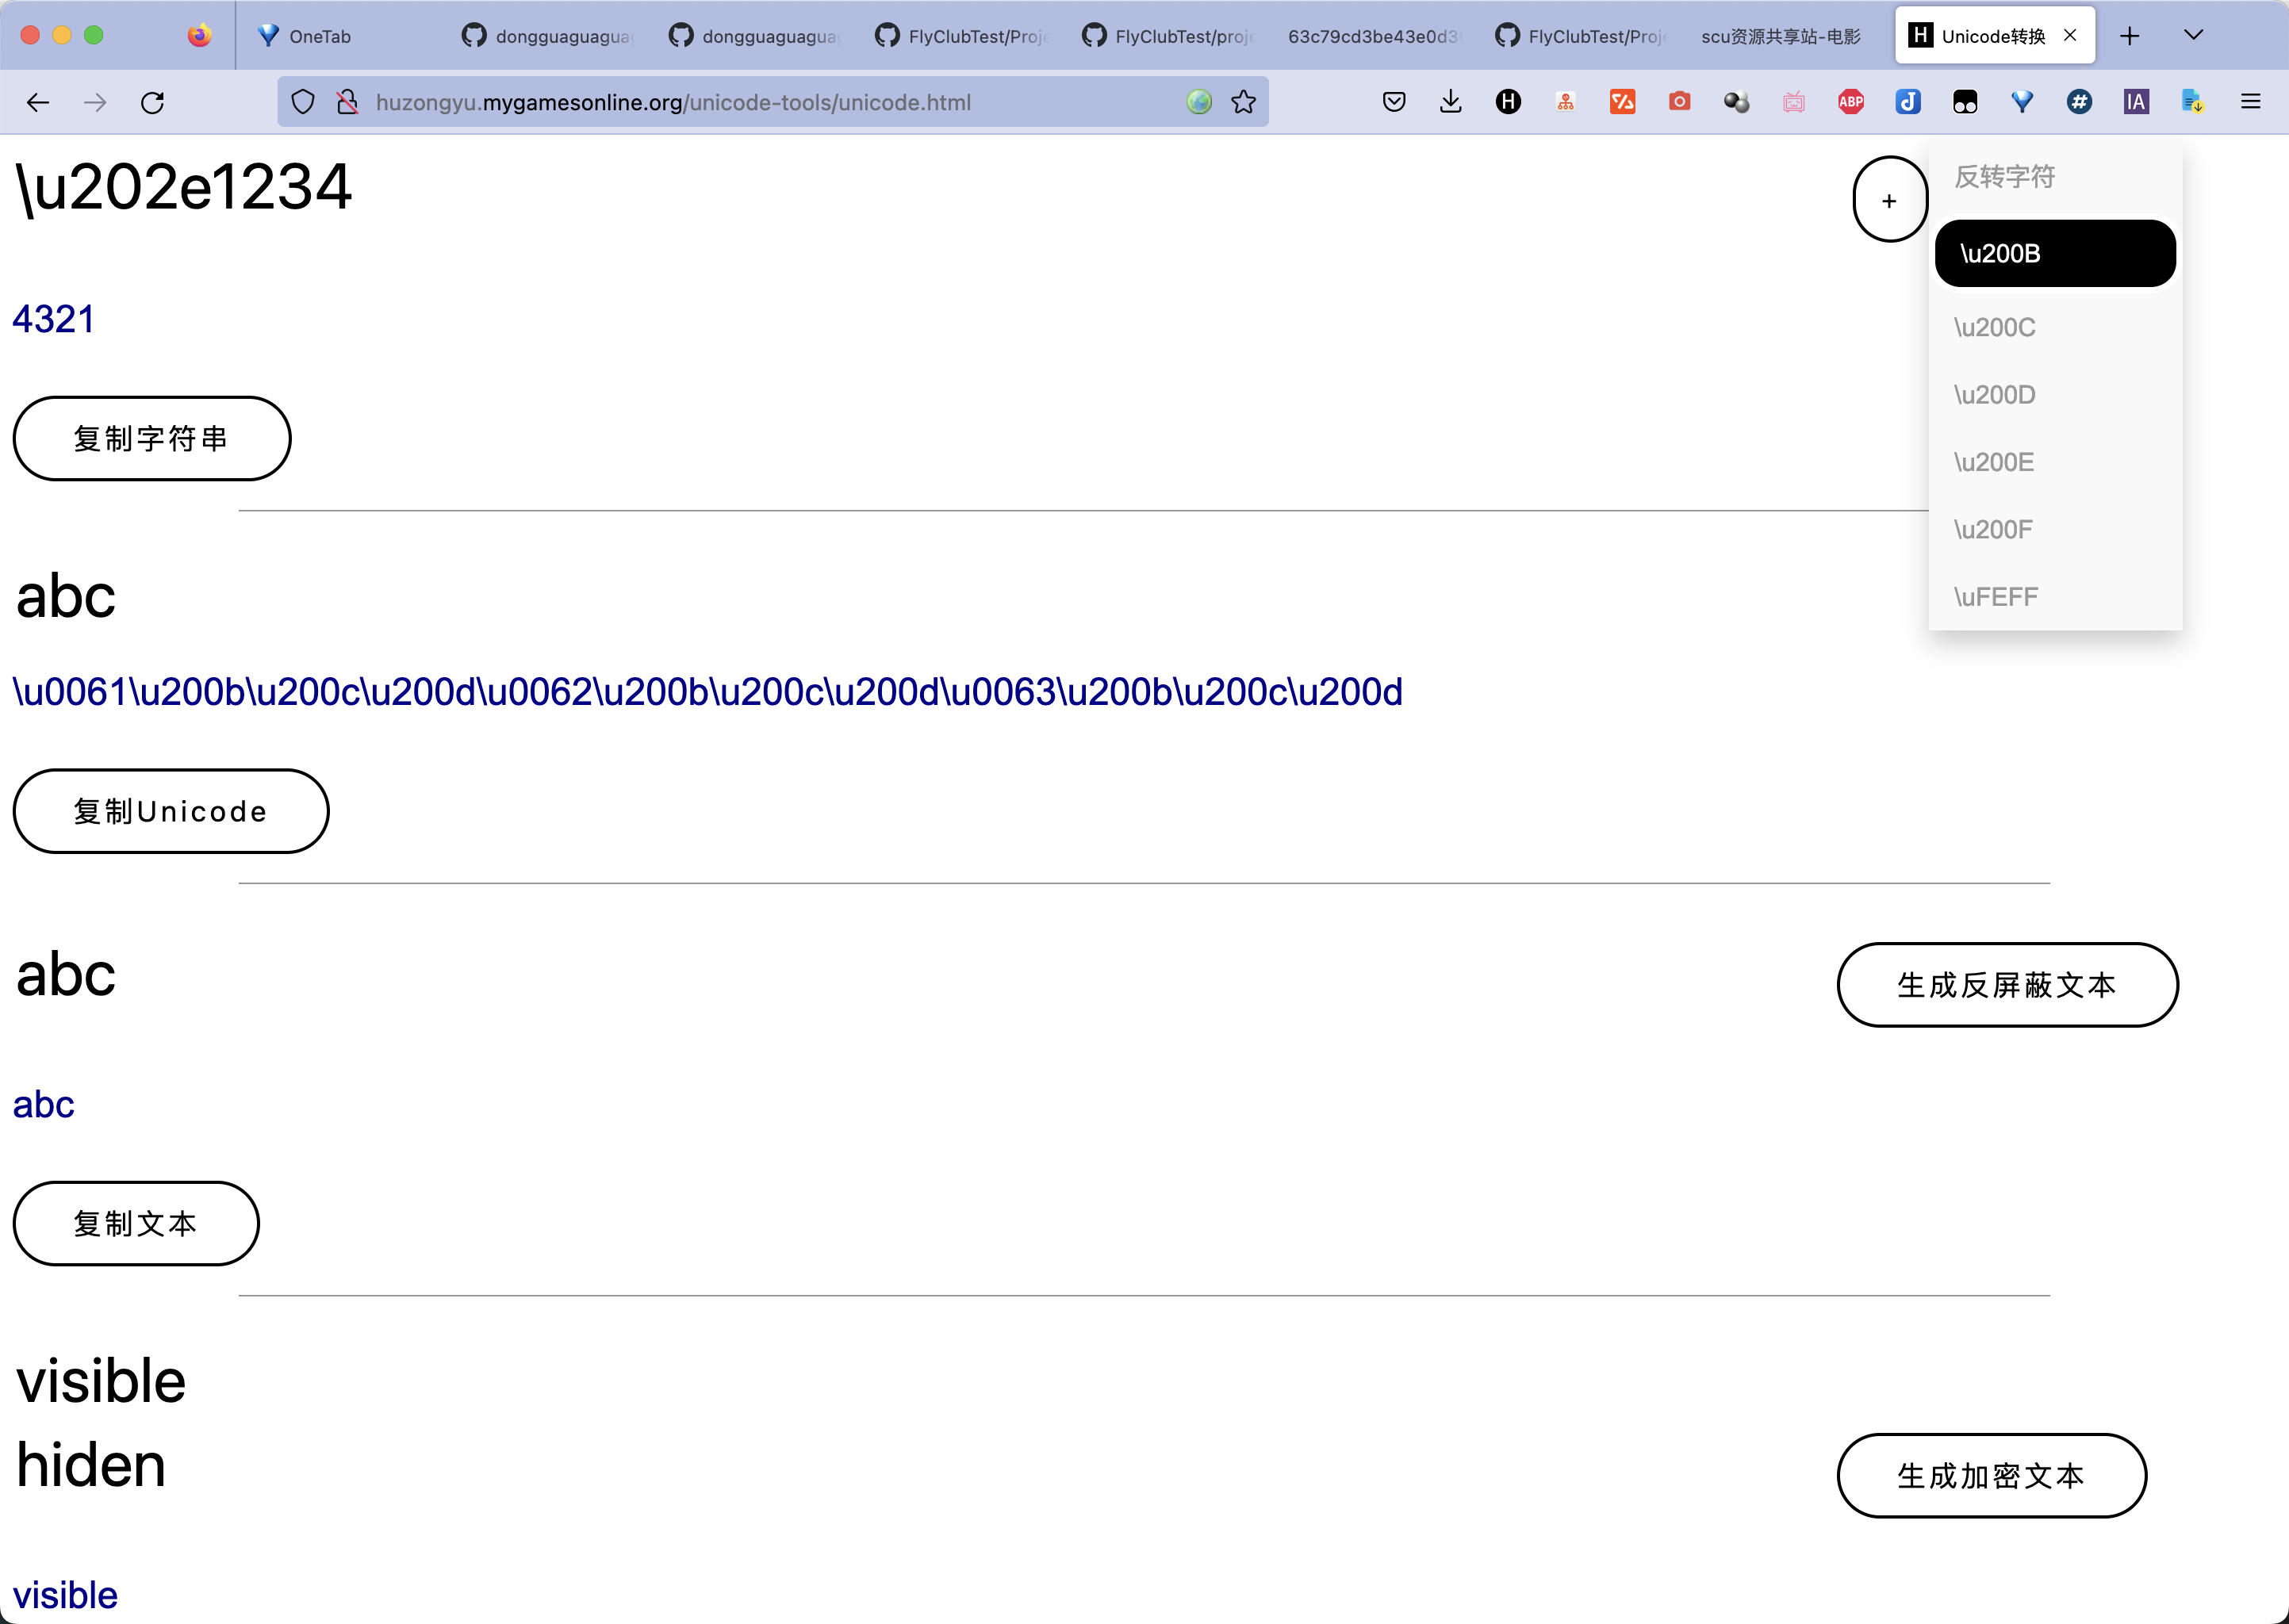 OneTab
dongguaguagua
dongguaguagua
FlyClubTest/Proj
FlyClubTest/proj
63c79cd3be43e0d3
FlyClubTest/Proj
scu资源共享站-电影
H
Unicode转换
huzongyu.mygamesonline.org/unicode-tools/unicode.html
H
ABP
J
#
IA
\u202e1234
+
反转字符
\u200B
\u200C
\u200D
\u200E
\u200F
\uFEFF
4321
复制字符串
abc
\u0061\u200b\u200c\u200d\u0062\u200b\u200c\u200d\u0063\u200b\u200c\u200d
复制Unicode
abc
生成反屏蔽文本
abc
复制文本
visible
hiden
生成加密文本
visible